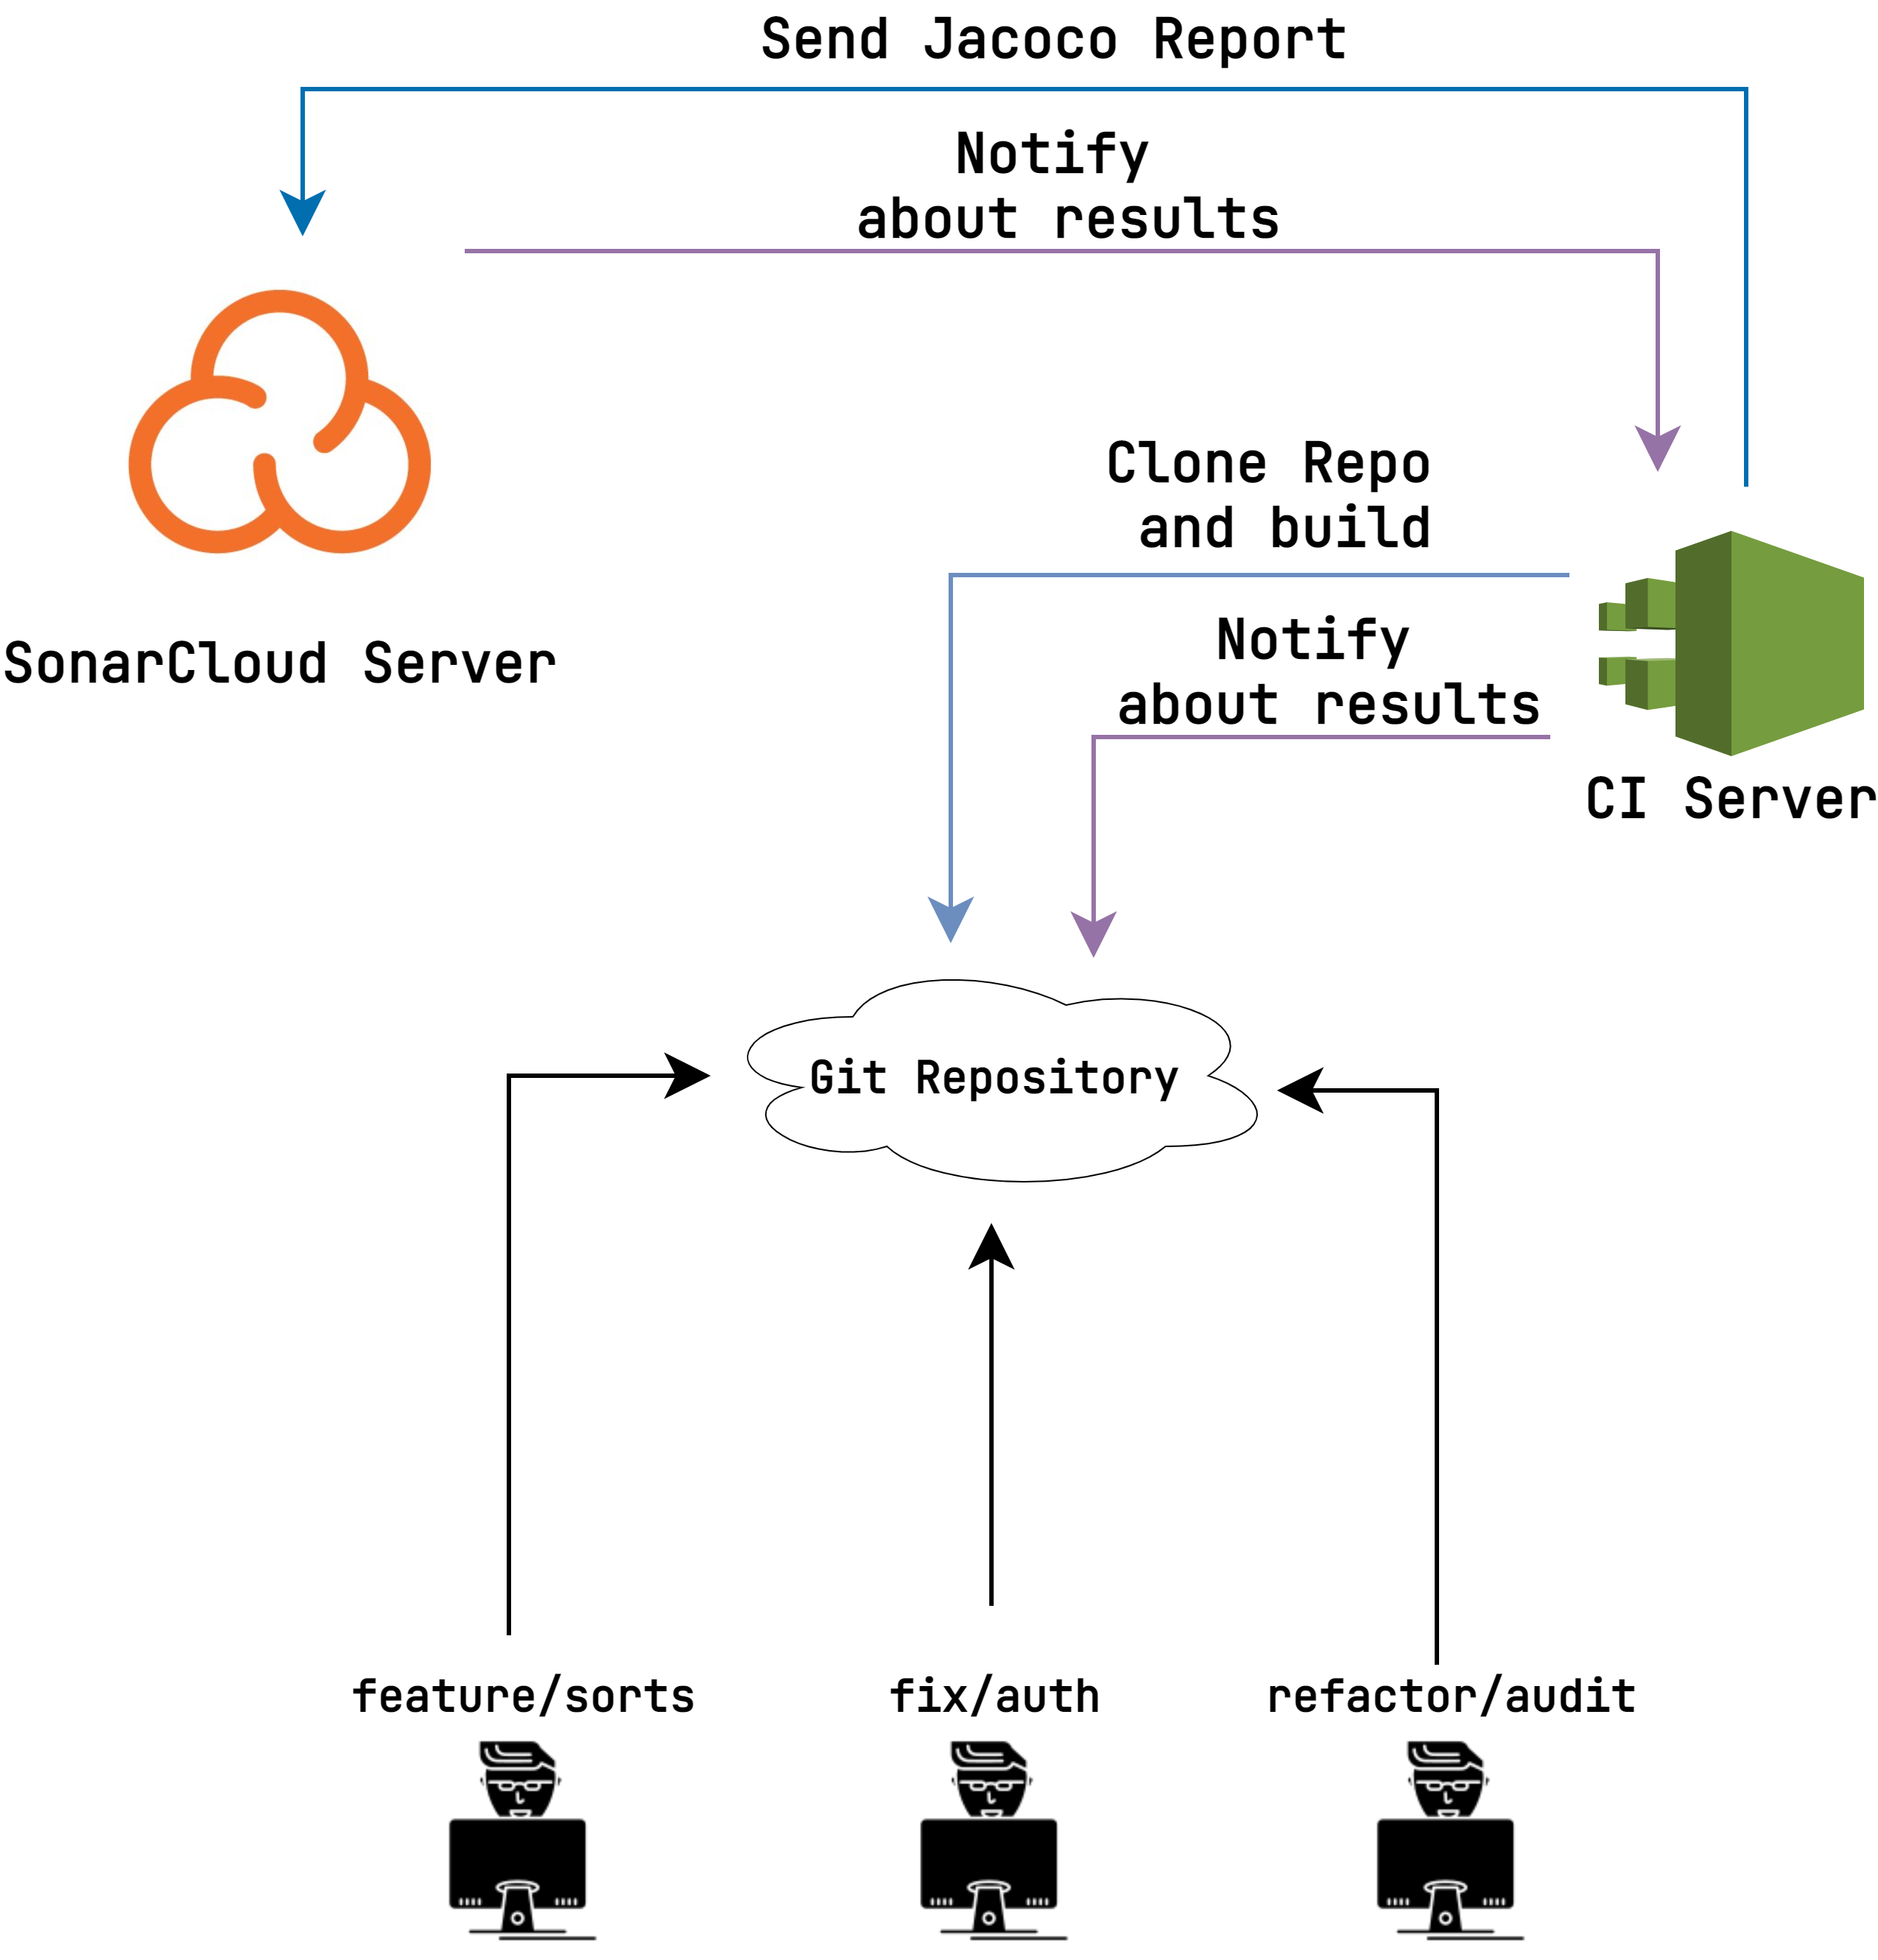 Send Jacoco Report
Notify
about results
Clone Repo
and build
Notify
about results
SonarCloud Server
CI Server
Git Repository
feature/sorts
fix/auth
refactor/audit